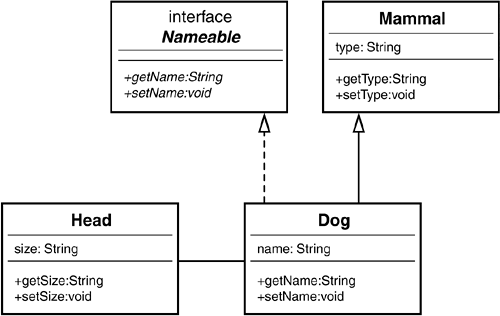 interface
Nameable
+getName:String
+setName:void
Mammal
type: String
+getType:String
+setType:void
Head
size: String
+getSize:String
+setSize:void
Dog
name: String
+getName:String
+setName:void